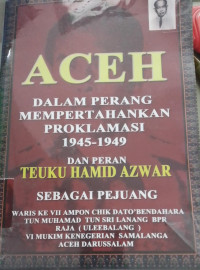 ACEH
DALAM PERANG
MEMPERTAHANKAN
PROKLAMASI
1945-1949
DAN PERAN
TEUKU HAMID AZWAR
SEBAGAI PEJUANG
WARIS KE VII AMPON CHIK DATO'BENDAHARA
TUN MUHAMAD TUN SRI LANANG BPR
RAJA ( ULEEBALANG )
VI MUKIM KENEGERIAN SAMALANGA
ACEH DARUSSALAM